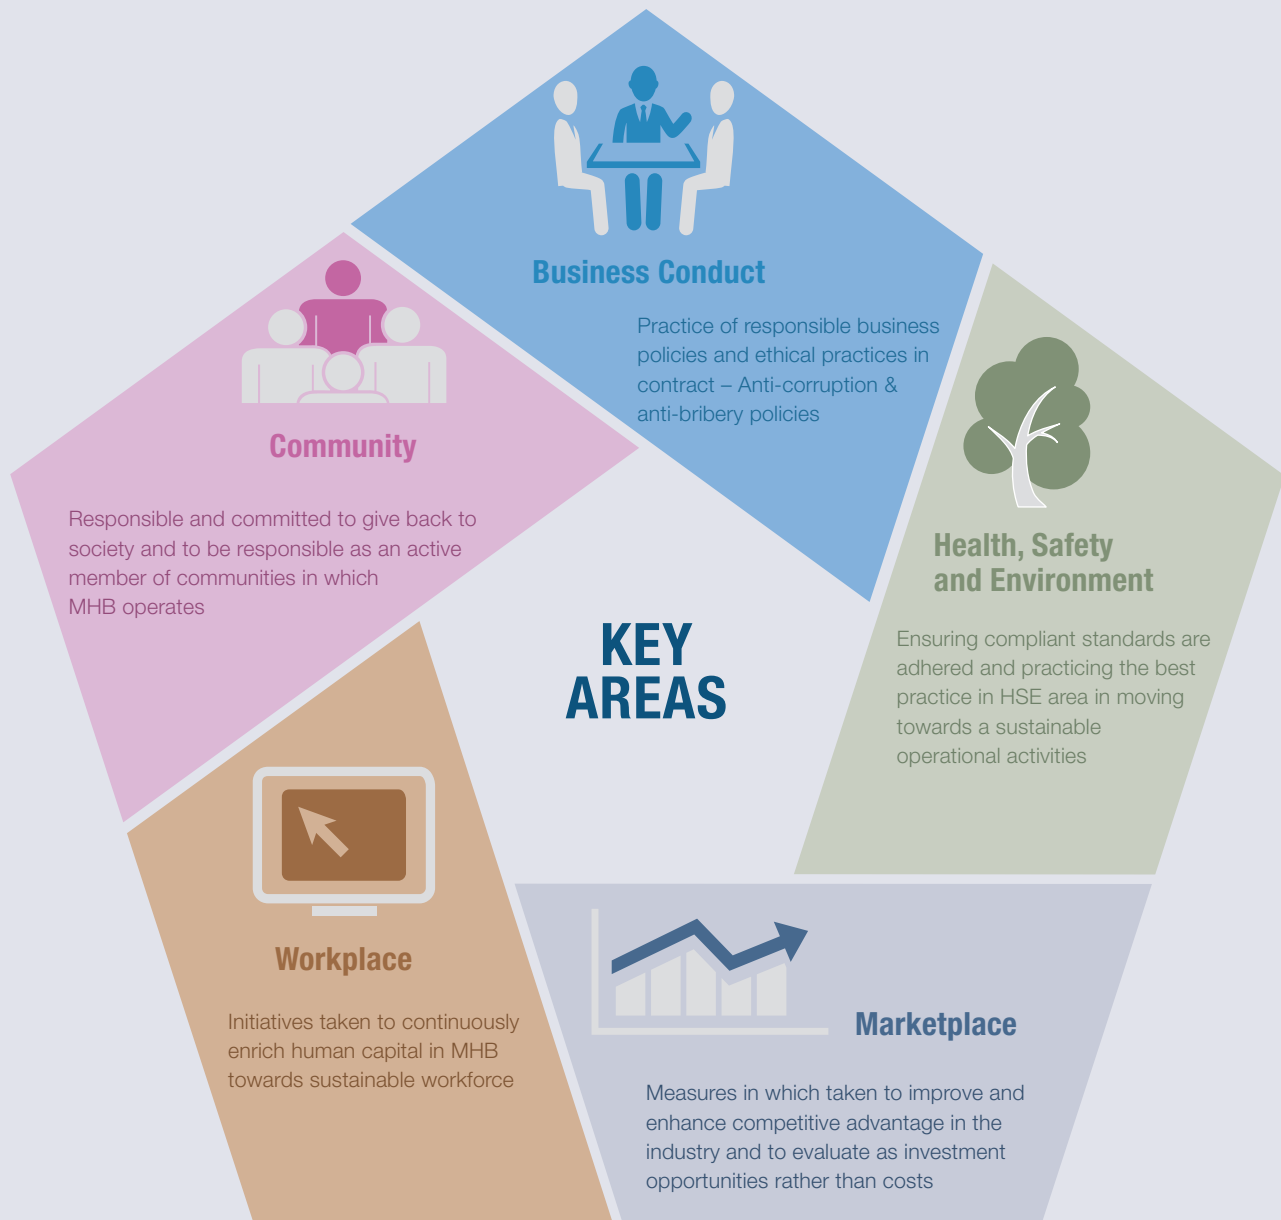 Business Conduct
Practice of responsible business
policies and ethical practices in
contract – Anti-corruption &
anti-bribery policies
Community
Responsible and committed to give back to
society and to be responsible as an active
member of communities in which
MHB operates
Health, Safety
and Environment
Ensuring compliant standards are
adhered and practicing the best
practice in HSE area in moving
towards a sustainable
operational activities
KEY
AREAS
Workplace
Initiatives taken to continuously
enrich human capital in MHB
towards sustainable workforce
Marketplace
Measures in which taken to improve and
enhance competitive advantage in the
industry and to evaluate as investment
opportunities rather than costs